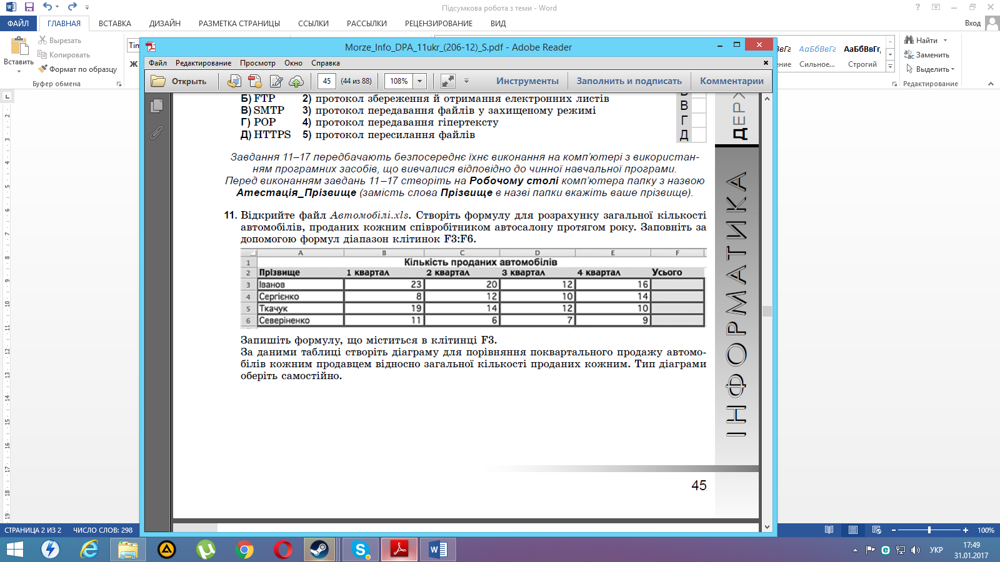 Підсумкова робота з теми - Word
ФАЙЛ ГЛАВНАЯ ВСТАВКА ДИЗАЙН РАЗМЕТКА СТРАНИЦЫ ССЫЛКИ РАССЫЛКИ РЕЦЕНЗИРОВАНИЕ ВИД Вход
Вставить
Вырезать
Копировать
Формат по образцу
Буфер обмена
Ж
АаБбВвГг
Сильное...
АаБбВвГг,
Строгий
Найти
Заменить
Выделить
Редактирование
Morze_Info_DPA_11ukr_(206-12)_S.pdf - Adobe Reader
Файл Редактирование Просмотр Окно Справка
Открыть 45 (44 из 88) 108% Инструменты Заполнить и подписать Комментарии
Б) FTP 2) протокол збереження й отримання електронних листів
В) SMTP 3) протокол передавання файлів у захищеному режимі
Г) POP 4) протокол передавання гіпертексту
Д) HTTPS 5) протокол пересилання файлів
В
Г
Д
Завдання 11–17 передбачають безпосереднє їхнє виконання на комп’ютері з використан-
ням програмних засобів, що вивчалися відповідно до чинної навчальної програми.
Перед виконанням завдань 11–17 створіть на Робочому столі комп’ютера папку з назвою
Атестація_Прізвище (замість слова Прізвище в назві папки вкажіть ваше прізвище).
11. Відкрийте файл Автомобілі.xls. Створіть формулу для розрахунку загальної кількості
автомобілів, проданих кожним співробітником автосалону протягом року. Заповніть за
допомогою формул діапазон клітинок F3:F6.
A B C D E F
1 Кількість проданих автомобілів
2 Прізвище 1 квартал 2 квартал 3 квартал 4 квартал Усього
3 Іванов 23 20 12 16
4 Сергієнко 8 12 10 14
5 Ткачук 19 14 12 10
6 Северіненко 11 6 7 9
Запишіть формулу, що міститься в клітинці F3.
За даними таблиці створіть діаграму для порівняння поквартального продажу автомо-
білів кожним продавцем відносно загальної кількості проданих кожним. Тип діаграми
оберіть самостійно.
45
ІНФОРМАТИКА
СТРАНИЦА 2 ИЗ 2 ЧИСЛО СЛОВ: 298 100%
УКР
17:49
31.01.2017